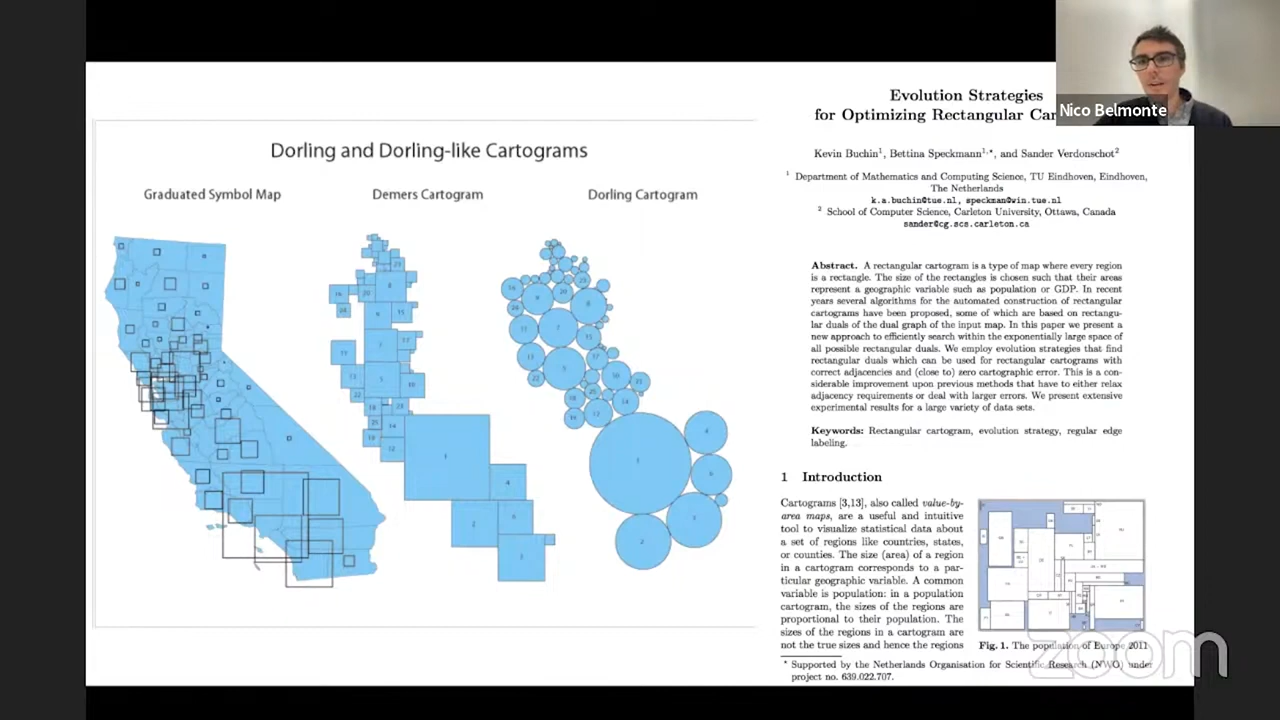 Dorling and Dorling-like Cartograms
Graduated Symbol Map
Demers Cartogram
Dorling Cartogram
Evolution Strategies
for Optimizing Rectangular Car
Kevin Buchin¹, Bettina Speckmann¹,*, and Sander Verdonschot²
¹ Department of Mathematics and Computing Science, TU Eindhoven, Eindhoven,
The Netherlands
k.a.buchin@tue.nl, speckman@win.tue.nl
² School of Computer Science, Carleton University, Ottawa, Canada
sander@cg.scs.carleton.ca
Abstract. A rectangular cartogram is a type of map where every region
is a rectangle. The size of the rectangles is chosen such that their areas
represent a geographic variable such as population or GDP. In recent
years several algorithms for the automated construction of rectangular
cartograms have been proposed, some of which are based on rectangu-
lar duals of the dual graph of the input map. In this paper we present a
new approach to efficiently search within the exponentially large space of
all possible rectangular duals. We employ evolution strategies that find
rectangular duals which can be used for rectangular cartograms with
correct adjacencies and (close to) zero cartographic error. This is a con-
siderable improvement upon previous methods that have to either relax
adjacency requirements or deal with larger errors. We present extensive
experimental results for a large variety of data sets.
Keywords: Rectangular cartogram, evolution strategy, regular edge
labeling.
1 Introduction
Cartograms [3,13], also called value-by-
area maps, are a useful and intuitive
tool to visualize statistical data about
a set of regions like countries, states,
or counties. The size (area) of a region
in a cartogram corresponds to a par-
ticular geographic variable. A common
variable is population: in a population
cartogram, the sizes of the regions are
proportional to their population. The
sizes of the regions in a cartogram are
not the true sizes and hence the regions
Fig. 1. The population of Europe 2011
* Supported by the Netherlands Organisation for Scientific Research (NWO) under
project no. 639.022.707.
Nico Belmonte
zoom